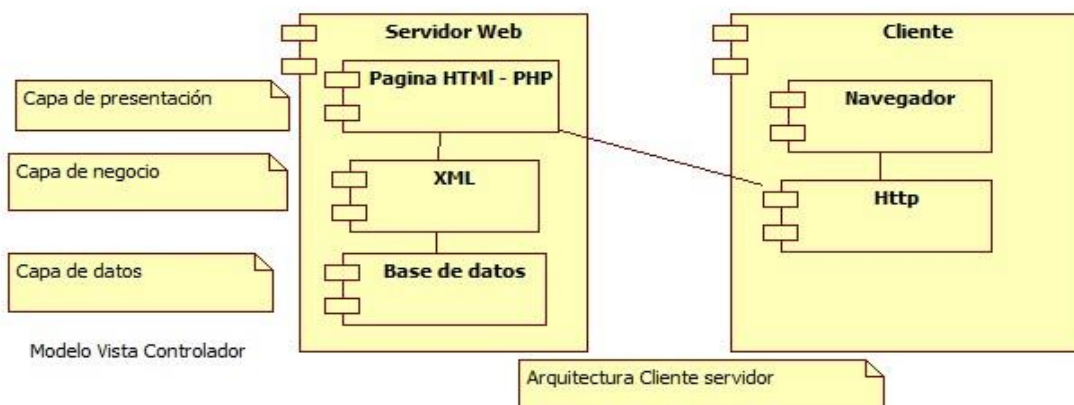 Servidor Web
Cliente
Pagina HTMl - PHP
Capa de presentación
Navegador
Capa de negocio
XML
Http
Capa de datos
Base de datos
Modelo Vista Controlador
Arquitectura Cliente servidor